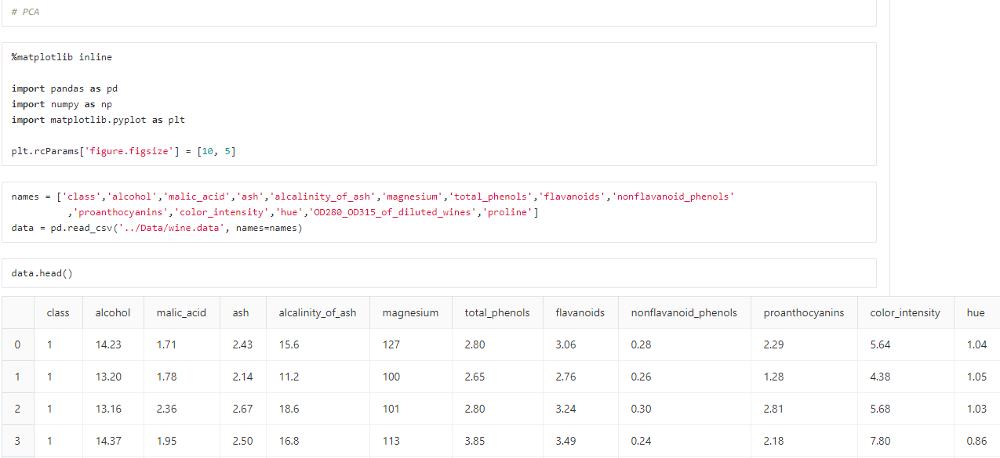 # PCA
%matplotlib inline
import pandas as pd
import numpy as np
import matplotlib.pyplot as plt
plt.rcParams['figure.figsize'] = [10, 5]
names = ['class','alcohol','malic_acid','ash','alcalinity_of_ash','magnesium','total_phenols','flavanoids','nonflavanoid_phenols'
,'proanthocyanins','color_intensity','hue','OD280_OD315_of_diluted_wines','proline']
data = pd.read_csv('../Data/wine.data', names=names)
data.head()
class alcohol malic_acid ash alcalinity_of_ash magnesium total_phenols flavanoids nonflavanoid_phenols proanthocyanins color_intensity hue
0 1 14.23 1.71 2.43 15.6 127 2.80 3.06 0.28 2.29 5.64 1.04
1 1 13.20 1.78 2.14 11.2 100 2.65 2.76 0.26 1.28 4.38 1.05
2 1 13.16 2.36 2.67 18.6 101 2.80 3.24 0.30 2.81 5.68 1.03
3 1 14.37 1.95 2.50 16.8 113 3.85 3.49 0.24 2.18 7.80 0.86